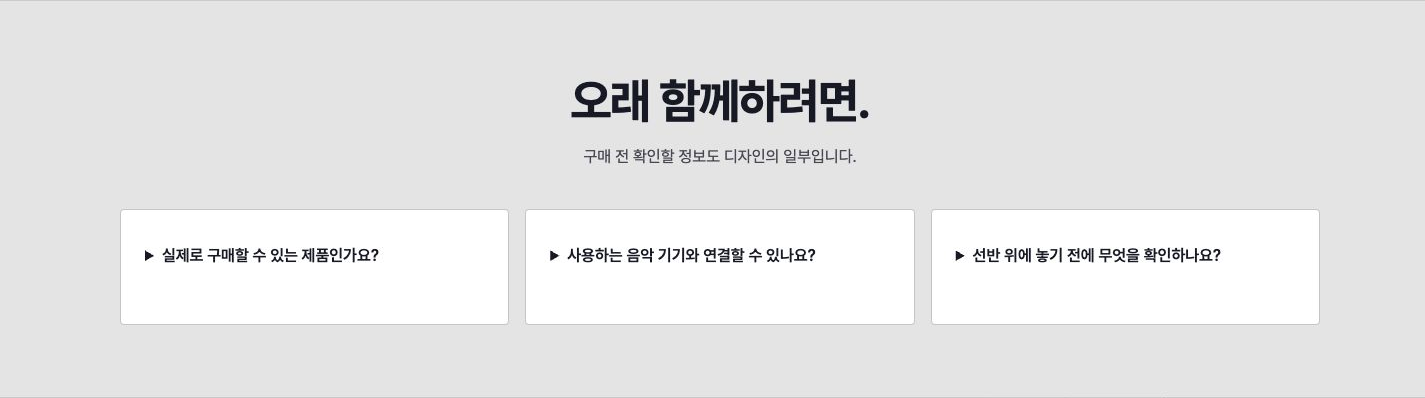 오래 함께하려면.
구매 전 확인할 정보도 디자인의 일부입니다.
▶ 실제로 구매할 수 있는 제품인가요?
▶ 사용하는 음악 기기와 연결할 수 있나요?
▶ 선반 위에 놓기 전에 무엇을 확인하나요?